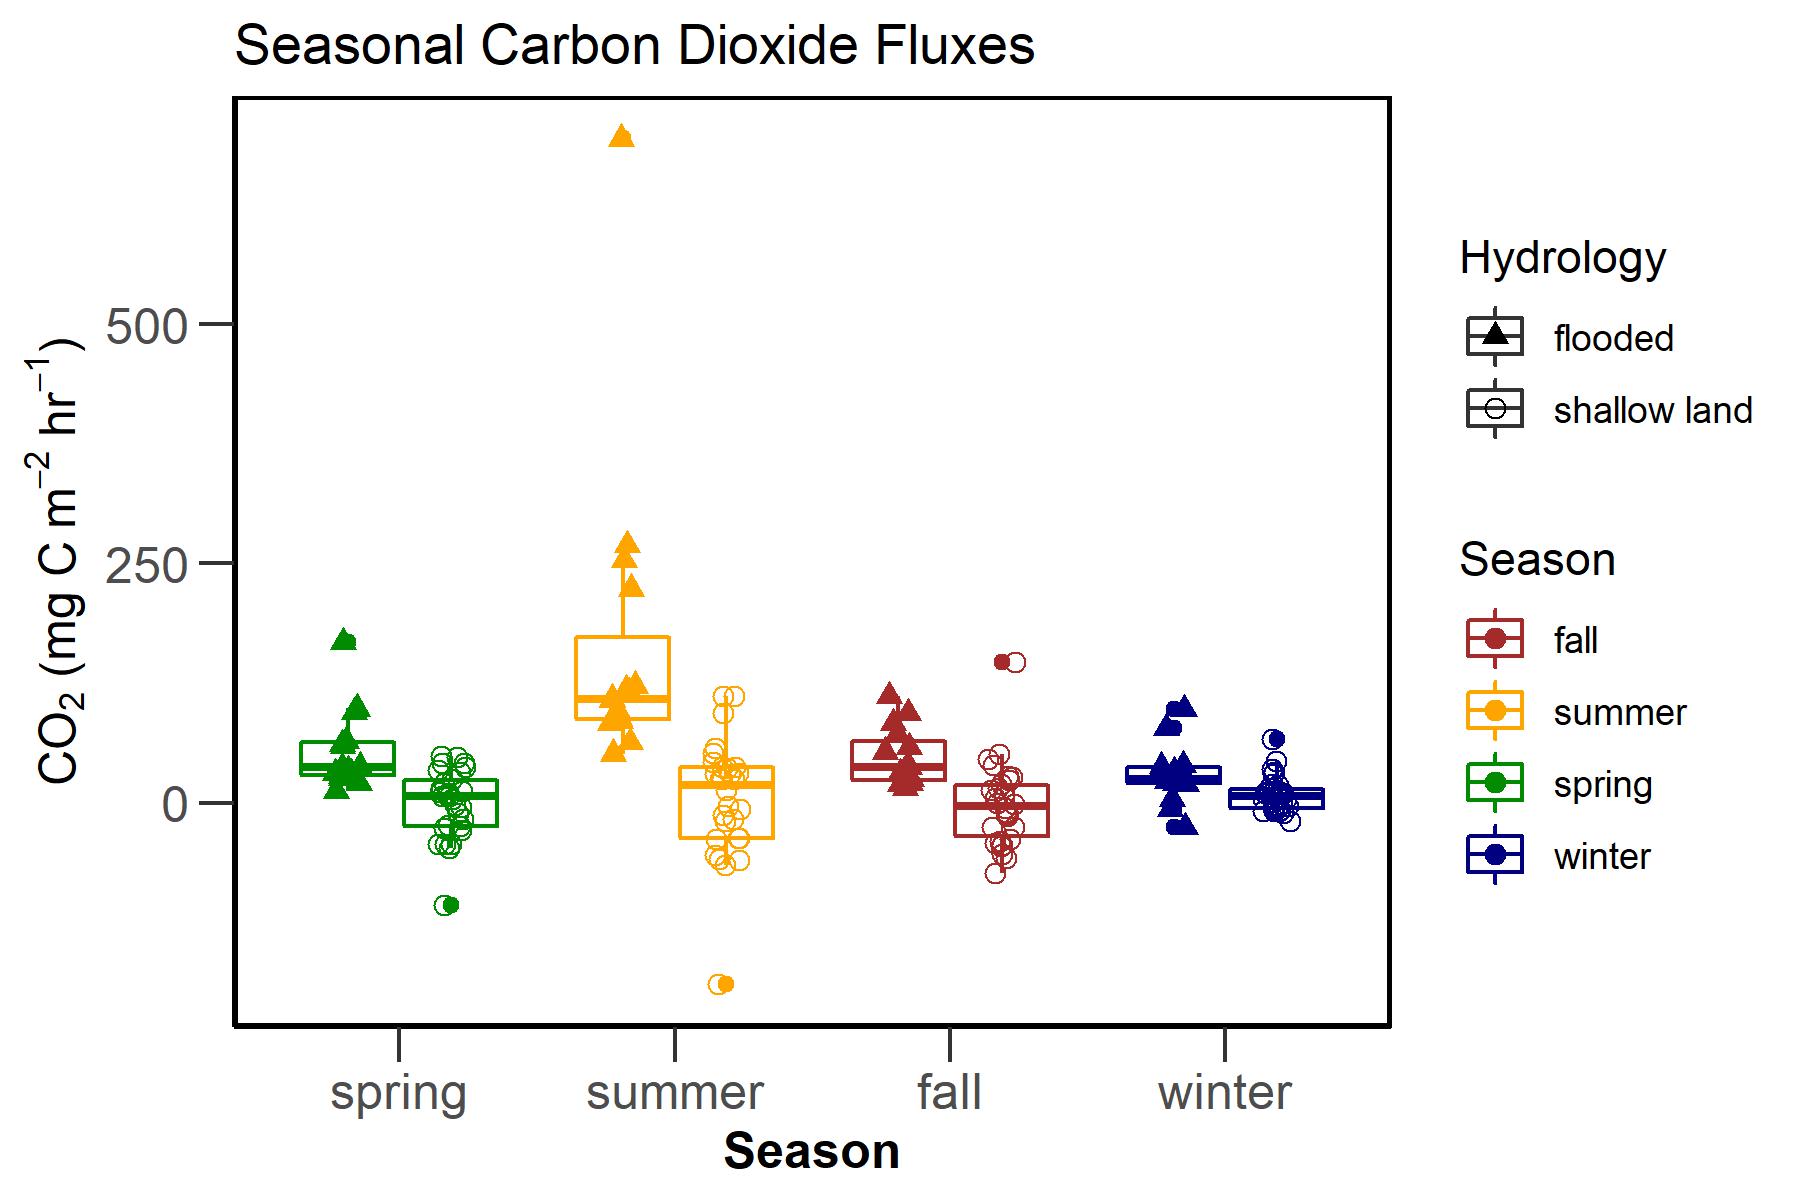 Seasonal Carbon Dioxide Fluxes
CO₂ (mg C m⁻² hr⁻¹)
500
250
0
spring summer fall winter
Season
Hydrology
flooded
shallow land
Season
fall
summer
spring
winter